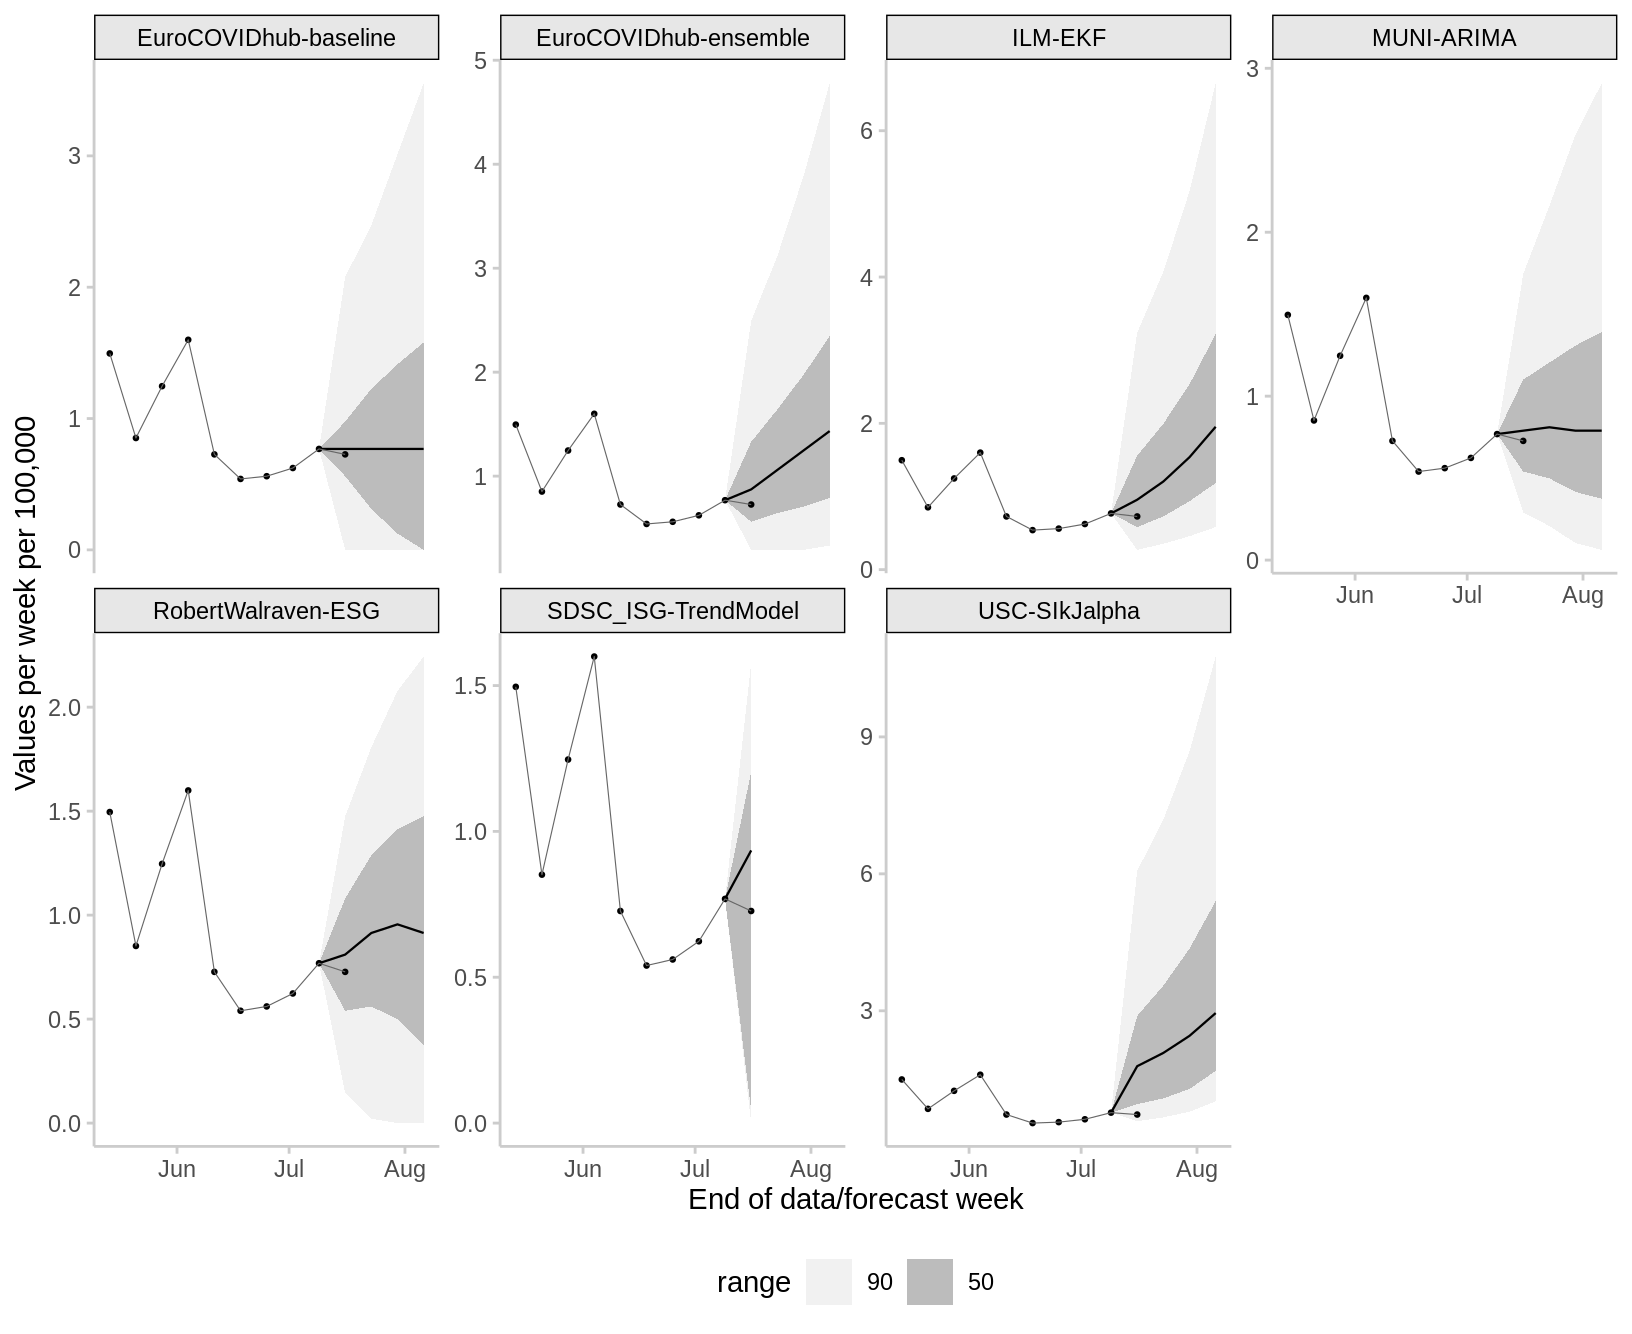 EuroCOVIDhub-baseline
EuroCOVIDhub-ensemble
ILM-EKF
MUNI-ARIMA
3
2
1
0
5
4
3
2
1
6
4
2
0
3
2
1
0
Jun Jul Aug
Values per week per 100,000
RobertWalraven-ESG
SDSC_ISG-TrendModel
USC-SIkJalpha
2.0
1.5
1.0
0.5
0.0
1.5
1.0
0.5
0.0
9
6
3
Jun Jul Aug
Jun Jul Aug
Jun Jul Aug
End of data/forecast week
range 90 50